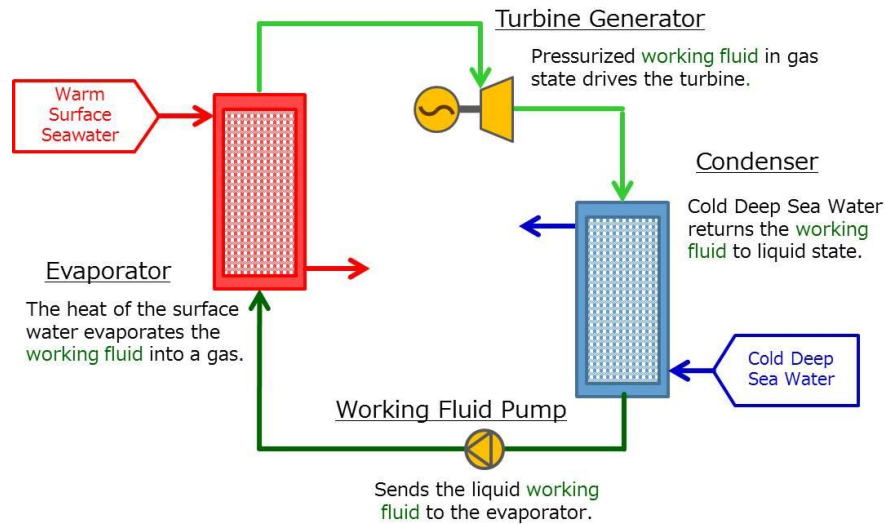 Turbine Generator
Pressurized working fluid in gas
state drives the turbine.
Warm
Surface
Seawater
Condenser
Cold Deep Sea Water
returns the working
fluid to liquid state.
Evaporator
The heat of the surface
water evaporates the
working fluid into a gas.
Cold Deep
Sea Water
Working Fluid Pump
Sends the liquid working
fluid to the evaporator.